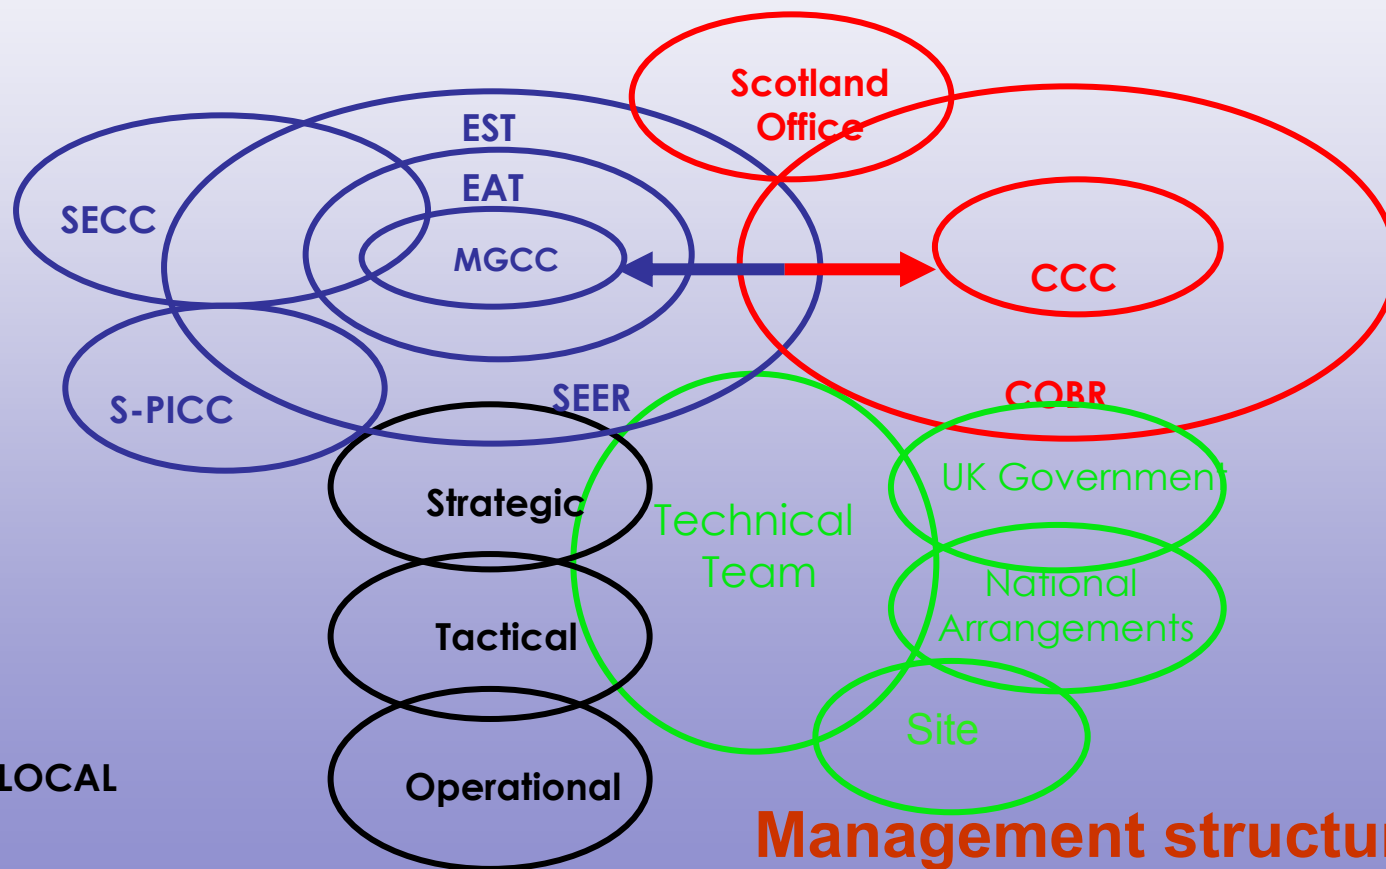 Scotland
Office
EST
EAT
SECC
MGCC
CCC
S-PICC
SEER
COBR
UK Government
Strategic
Technical
Team
National
Arrangements
Tactical
Site
Operational
LOCAL
Management structu